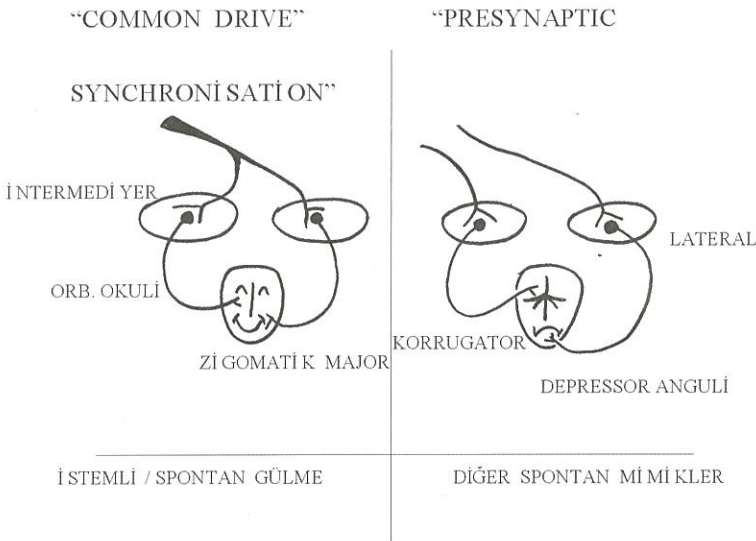 “COMMON DRIVE” “PRESYNAPTIC
SYNCHRONİSATİON”
İNTERMEDİYER
LATERAL
ORB. OKULİ
KORRUGATOR
ZİGOMATİK MAJOR
DEPRESSOR ANGULİ
İSTEMLİ / SPONTAN GÜLME
DİĞER SPONTAN MİMİKLER